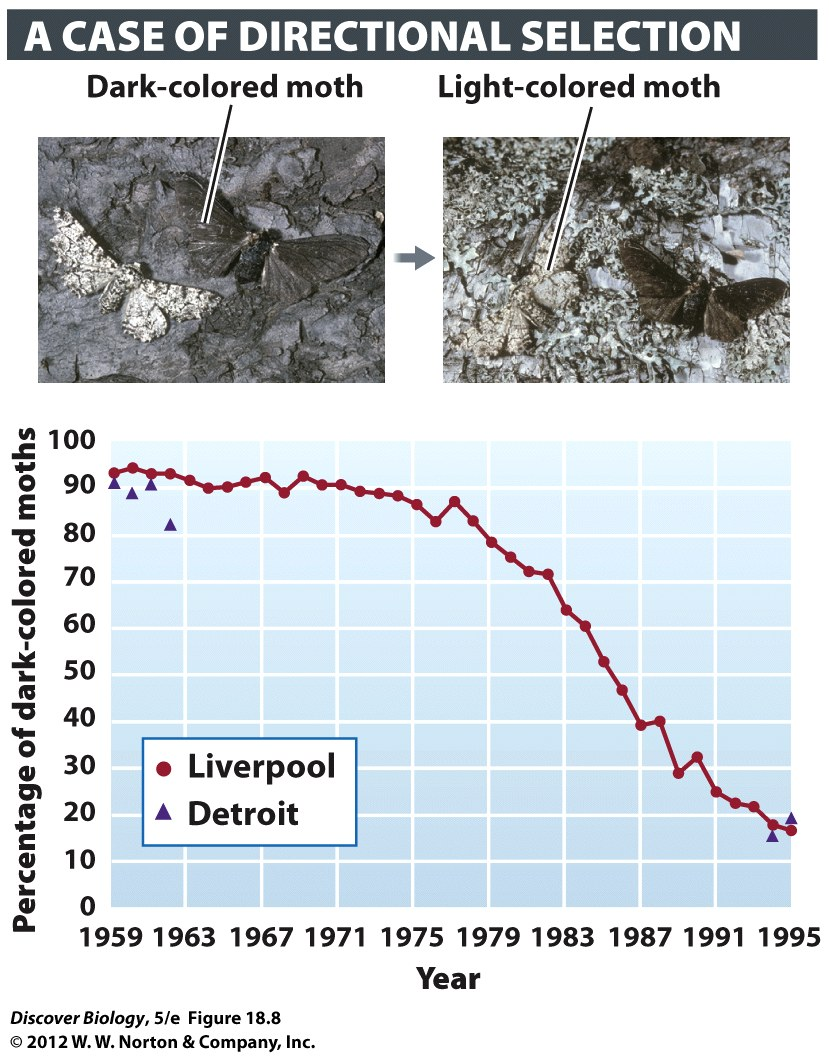 A CASE OF DIRECTIONAL SELECTION
Dark-colored moth
Light-colored moth
Percentage of dark-colored moths
100
90
80
70
60
50
40
30
20
10
0
Liverpool
Detroit
1959 1963 1967 1971 1975 1979 1983 1987 1991 1995
Year
Discover Biology, 5/e Figure 18.8
© 2012 W. W. Norton & Company, Inc.